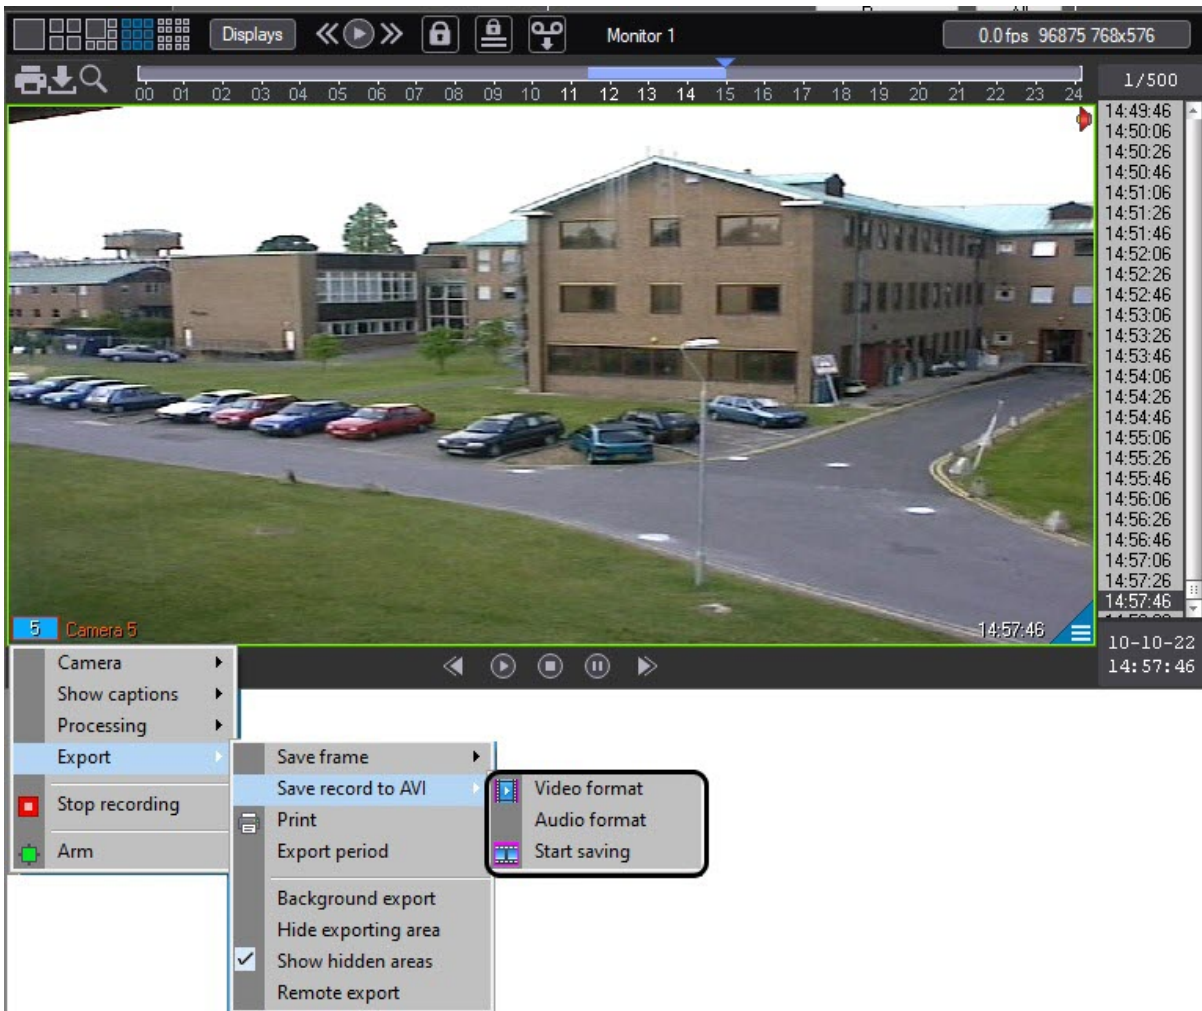 Displays
Monitor 1
0.0 fps 96875 768x576
00 01 02 03 04 05 06 07 08 09 10 11 12 13 14 15 16 17 18 19 20 21 22 23 24
1/500
14:49:46
14:50:06
14:50:26
14:50:46
14:51:06
14:51:26
14:51:46
14:52:06
14:52:26
14:52:46
14:53:06
14:53:26
14:53:46
14:54:06
14:54:26
14:54:46
14:55:06
14:55:26
14:55:46
14:56:06
14:56:26
14:56:46
14:57:06
14:57:26
14:57:46
5 Camera 5
14:57:46
10-10-22
14:57:46
Camera
Show captions
Processing
Export
Stop recording
Arm
Save frame
Save record to AVI
Print
Export period
Background export
Hide exporting area
Show hidden areas
Remote export
Video format
Audio format
Start saving